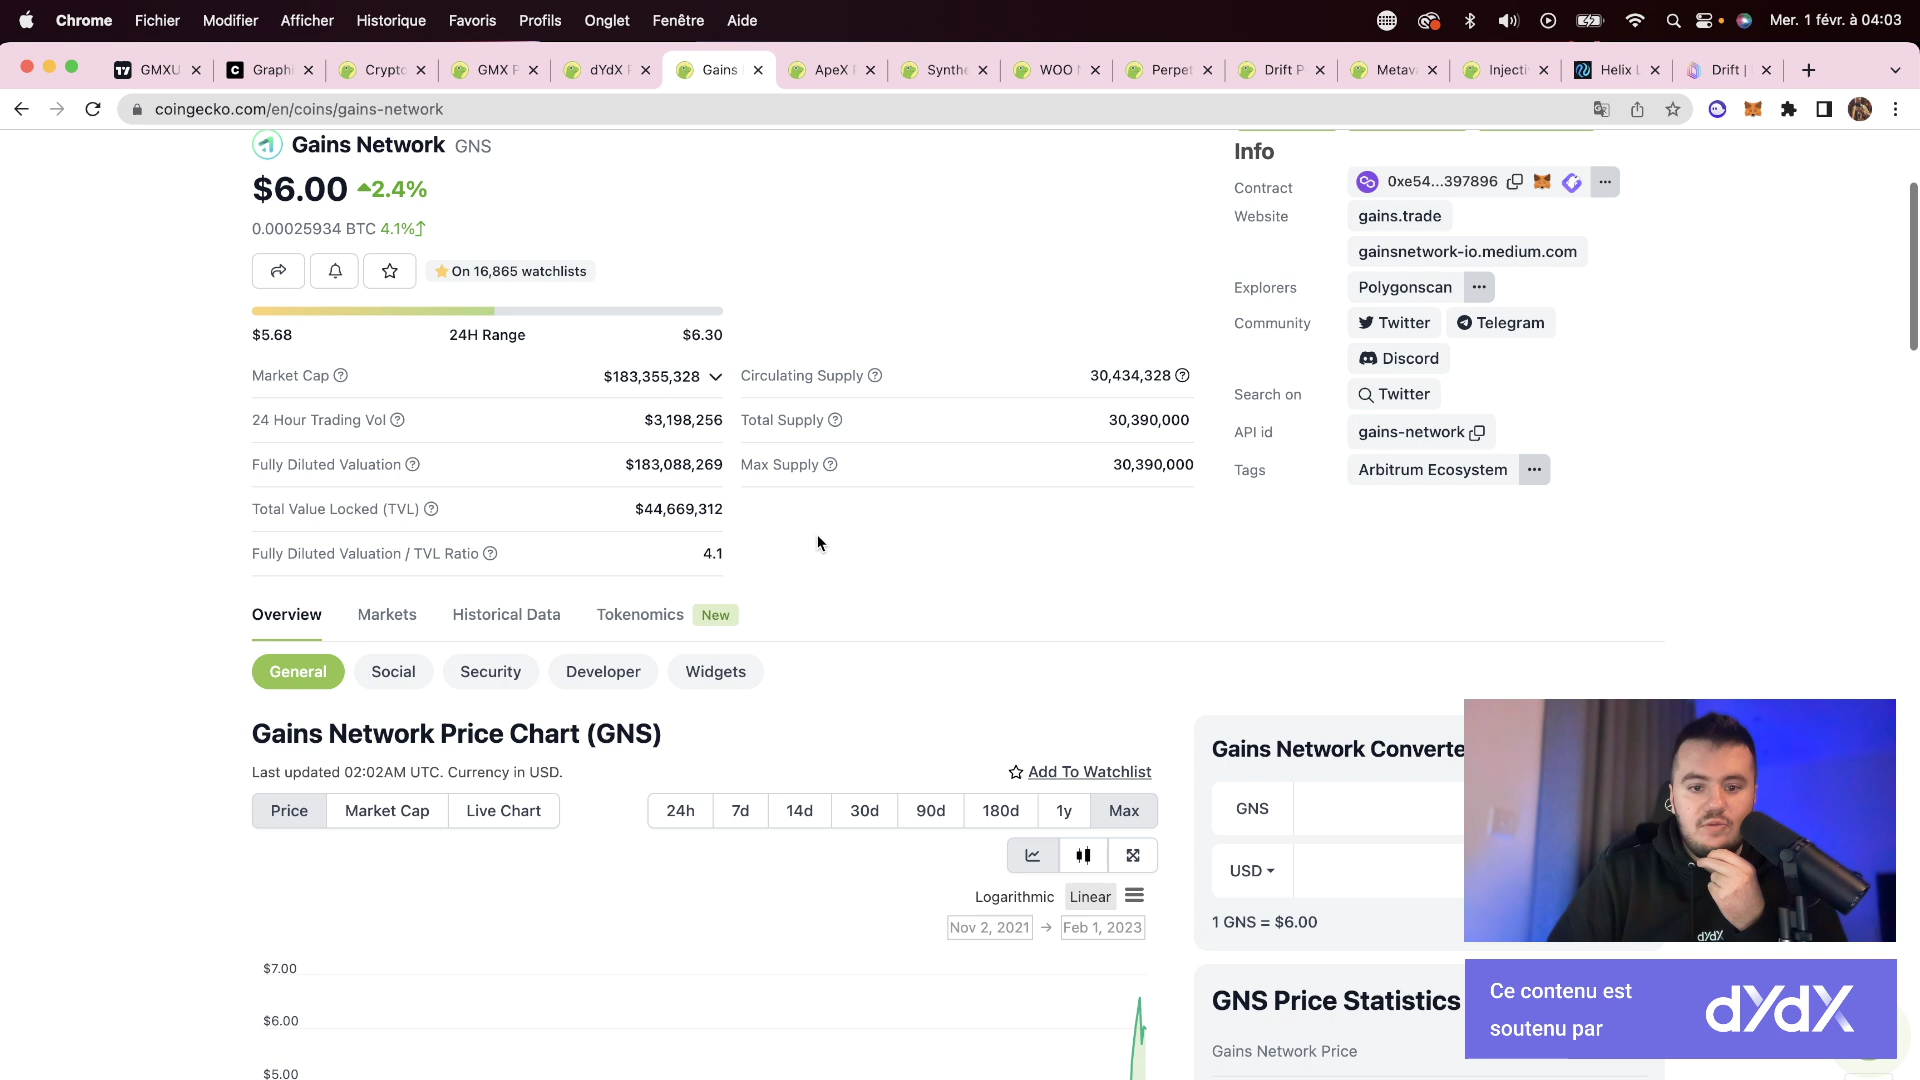 Chrome Fichier Modifier Afficher Historique Favoris Profils Onglet Fenêtre Aide Mer. 1 févr. à 04:03
GMXU Graphi Crypto GMX P dYdX P Gains ApeX P Synthe WOO N Perpet Drift P Metava Injecti Helix L Drift |
coingecko.com/en/coins/gains-network
Gains Network GNS
$6.00 2.4%
0.00025934 BTC 4.1%
On 16,865 watchlists
$5.68 24H Range $6.30
Market Cap $183,355,328
24 Hour Trading Vol $3,198,256
Fully Diluted Valuation $183,088,269
Total Value Locked (TVL) $44,669,312
Fully Diluted Valuation / TVL Ratio 4.1
Circulating Supply 30,434,328
Total Supply 30,390,000
Max Supply 30,390,000
Info
Contract 0xe54...397896
Website gains.trade
gainsnetwork-io.medium.com
Explorers Polygonscan
Community Twitter Telegram
Discord
Search on Twitter
API id gains-network
Tags Arbitrum Ecosystem
Overview Markets Historical Data Tokenomics New
General Social Security Developer Widgets
Gains Network Price Chart (GNS)
Last updated 02:02AM UTC. Currency in USD.
Add To Watchlist
Price Market Cap Live Chart
24h 7d 14d 30d 90d 180d 1y Max
Logarithmic Linear
Nov 2, 2021 → Feb 1, 2023
$7.00
$6.00
$5.00
Gains Network Converte
GNS
USD
1 GNS = $6.00
GNS Price Statistics
Gains Network Price
dYdX
Ce contenu est
soutenu par
dYdX